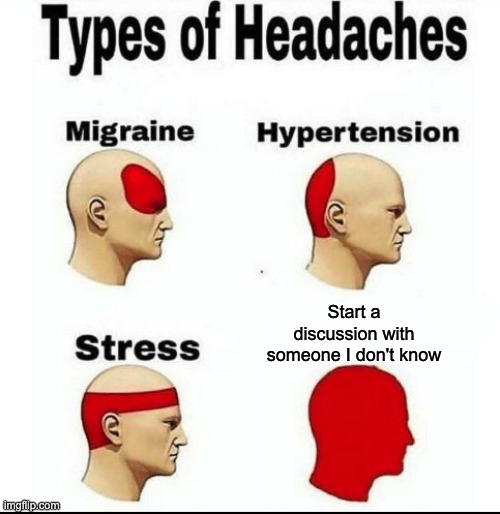 Types of Headaches
Migraine
Hypertension
Stress
Start a
discussion with
someone I don't know
imgflip.com